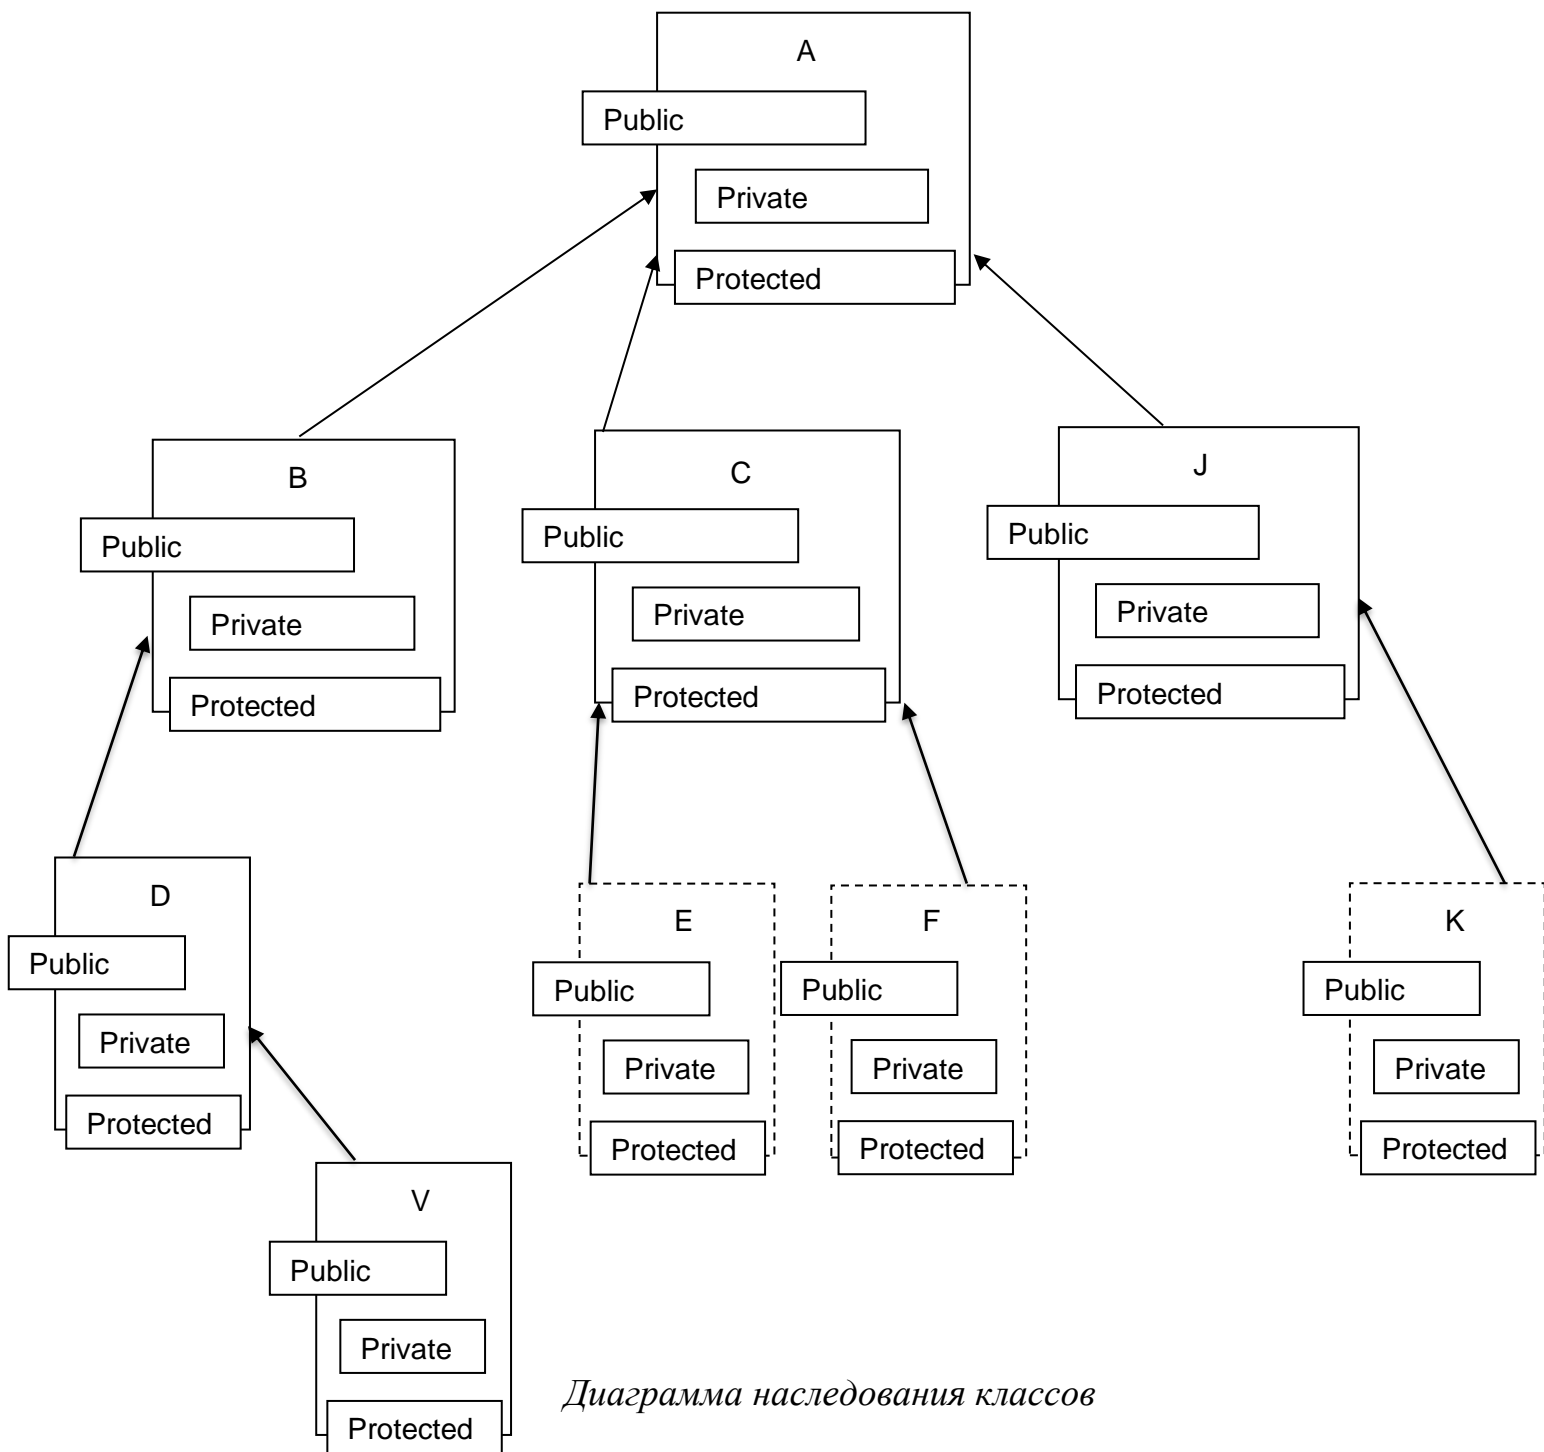 A
Public
Private
Protected
B
Public
Private
Protected
C
Public
Private
Protected
J
Public
Private
Protected
D
Public
Private
Protected
E
Public
Private
Protected
F
Public
Private
Protected
K
Public
Private
Protected
V
Public
Private
Protected
Диаграмма наследования классов